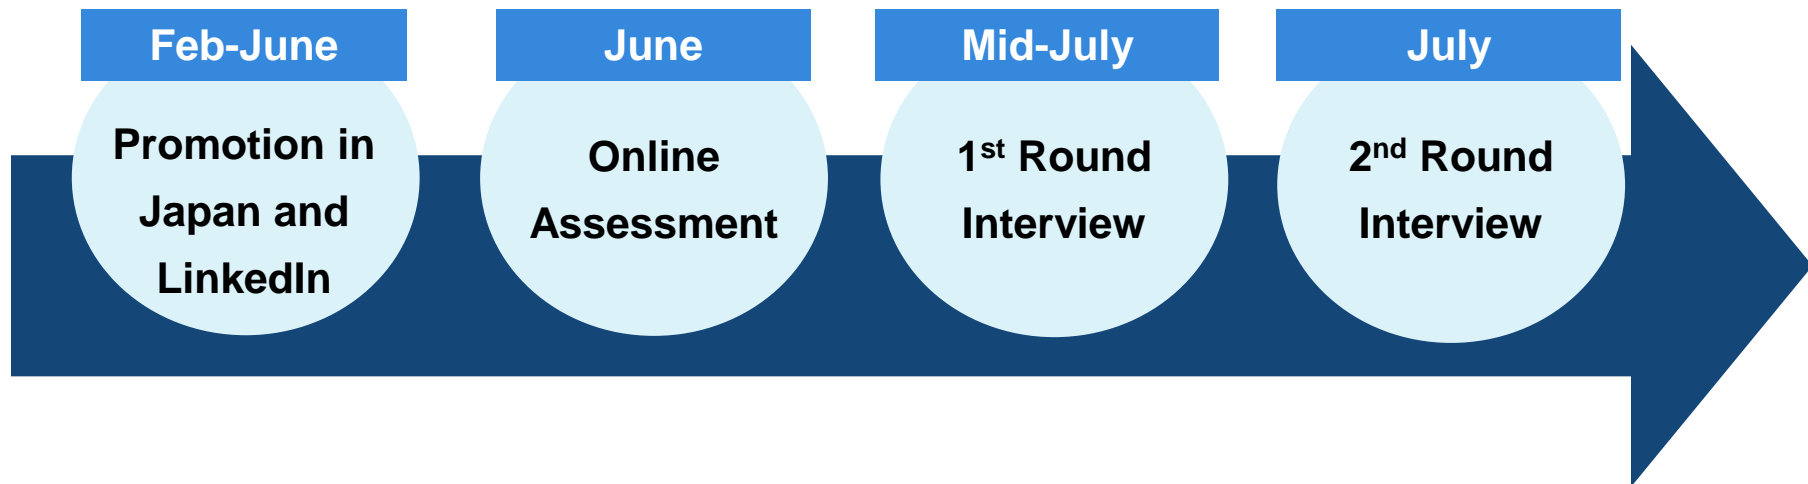 Feb-June
June
Mid-July
July
Promotion in
Japan and
LinkedIn
Online
Assessment
1st Round
Interview
2nd Round
Interview